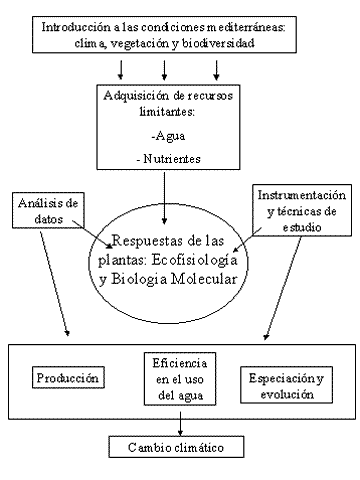 Introducción a las condiciones mediterráneas:
clima, vegetación y biodiversidad
Adquisición de recursos
limitantes:
-Agua
- Nutrientes
Análisis de
datos
Instrumentación
y técnicas de
estudio
Respuestas de las
plantas: Ecofisiología
y Biologia Molecular
Producción
Eficiencia
en el uso
del agua
Especiación y
evolución
Cambio climático